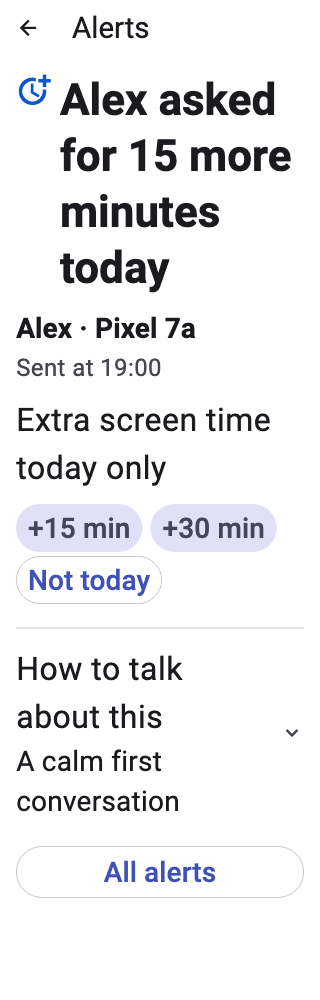 Alerts
Alex asked
for 15 more
minutes
today
Alex · Pixel 7a
Sent at 19:00
Extra screen time
today only
+15 min +30 min
Not today
How to talk
about this
A calm first
conversation
All alerts